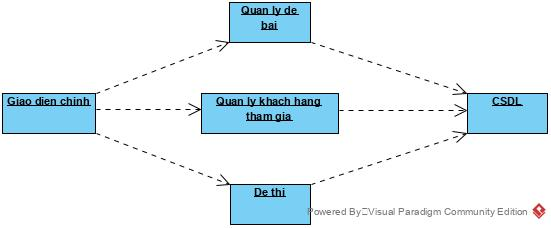 Quan ly de
bai
Giao dien chinh
Quan ly khach hang
tham gia
CSDL
De thi
Powered By Visual Paradigm Community Edition